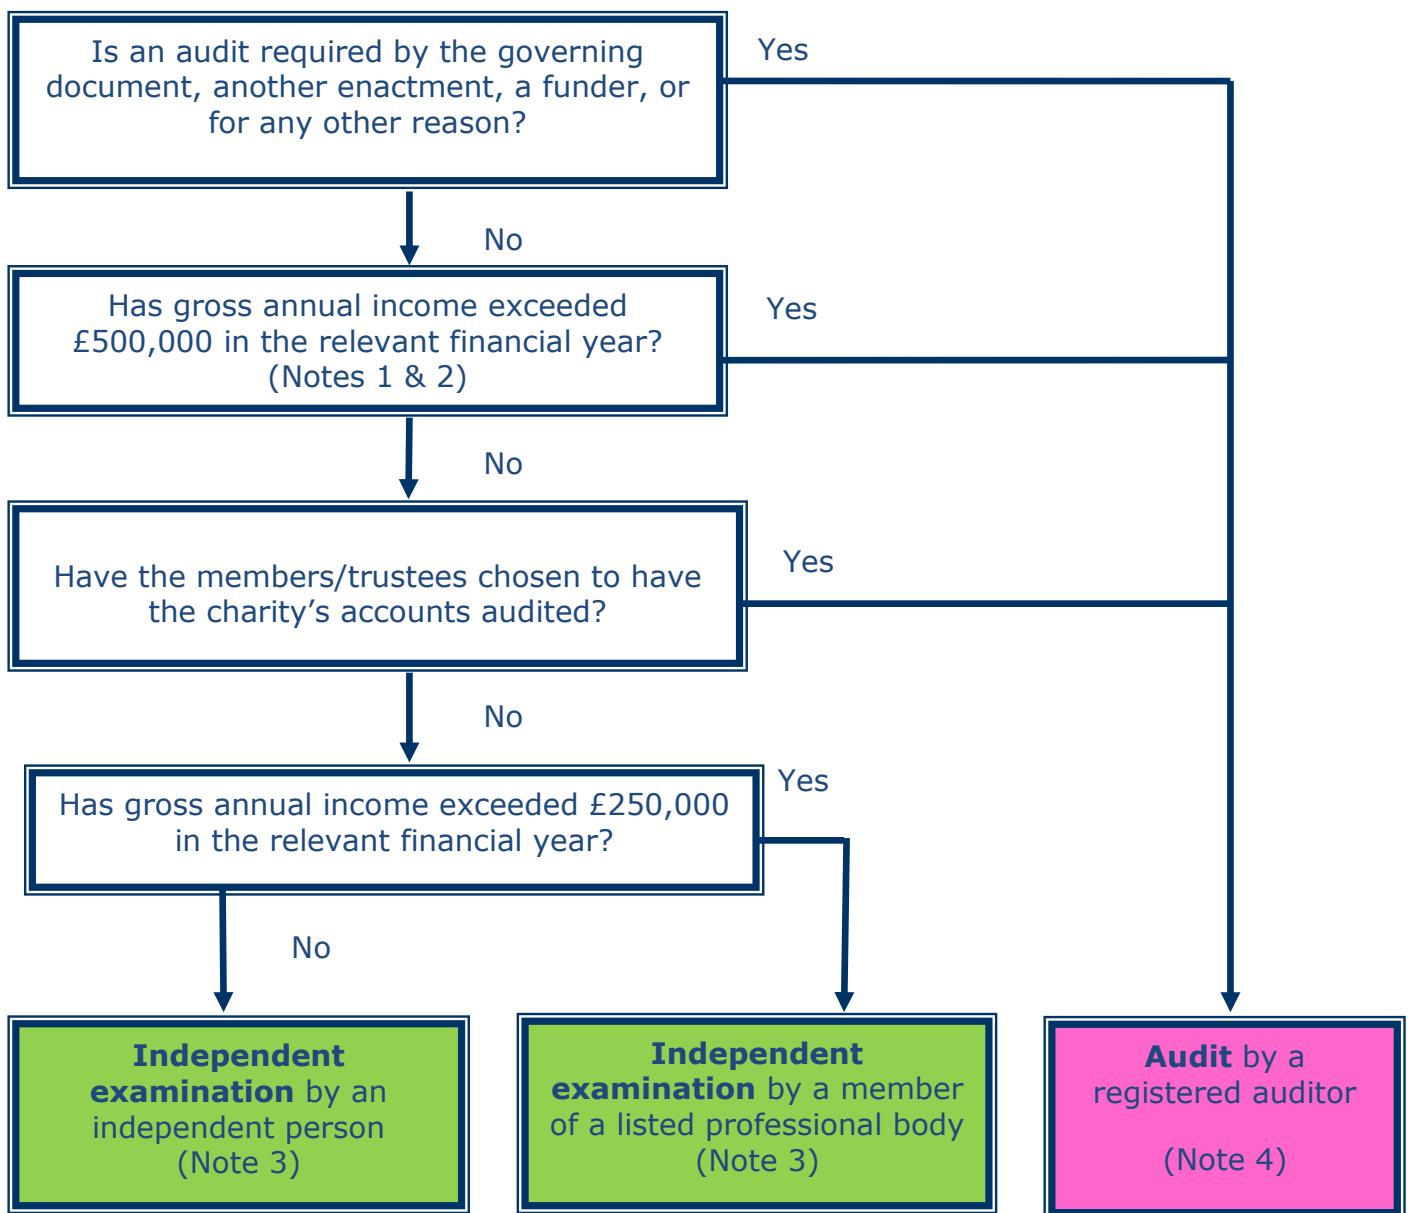 Is an audit required by the governing
document, another enactment, a funder, or
for any other reason?
Yes
No
Has gross annual income exceeded
£500,000 in the relevant financial year?
(Notes 1 & 2)
Yes
No
Have the members/trustees chosen to have
the charity’s accounts audited?
Yes
No
Has gross annual income exceeded £250,000
in the relevant financial year?
Yes
No
Independent
examination by an
independent person
(Note 3)
Independent
examination by a member
of a listed professional body
(Note 3)
Audit by a
registered auditor
(Note 4)